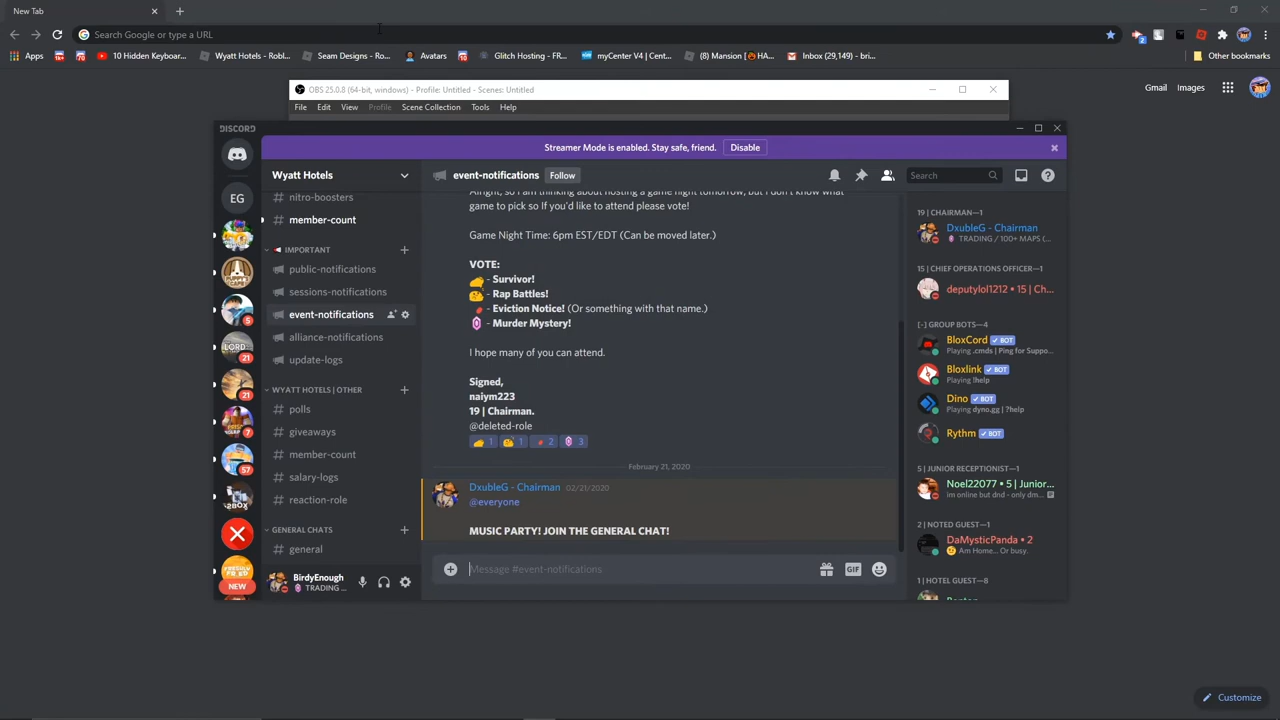 New Tab
Search Google or type a URL
Apps
10 Hidden Keyboar...
Wyatt Hotels - Robl...
Seam Designs - Ro...
Avatars
Glitch Hosting - FR...
myCenter V4 | Cent...
(8) Mansion [🎃HA...
Inbox (29,149) - bri...
Other bookmarks
Gmail Images
OBS 25.0.8 (64-bit, windows) - Profile: Untitled - Scenes: Untitled
File Edit View Profile Scene Collection Tools Help
DISCORD
Streamer Mode is enabled. Stay safe, friend. Disable
Wyatt Hotels
event-notifications Follow
Search
EG
nitro-boosters
member-count
IMPORTANT
public-notifications
sessions-notifications
event-notifications
alliance-notifications
update-logs
WYATT HOTELS | OTHER
polls
giveaways
member-count
salary-logs
reaction-role
GENERAL CHATS
general
5
LORD
21
21
7
57
2BOX
NEW
BirdyEnough
TRADING ...
Alright, so I am thinking about hosting a game night tomorrow, but I don't know what
game to pick so If you'd like to attend please vote!
Game Night Time: 6pm EST/EDT (Can be moved later.)
VOTE:
- Survivor!
- Rap Battles!
- Eviction Notice! (Or something with that name.)
- Murder Mystery!
I hope many of you can attend.
Signed,
naiym223
19 | Chairman.
@deleted-role
1 1 2 3
February 21, 2020
DxubleG - Chairman 02/21/2020
@everyone
MUSIC PARTY! JOIN THE GENERAL CHAT!
Message #event-notifications
GIF
19 | CHAIRMAN—1
DxubleG - Chairman
TRADING / 100+ MAPS (...
15 | CHIEF OPERATIONS OFFICER—1
deputylol1212 • 15 | Ch...
[-] GROUP BOTS—4
BloxCord ✓ BOT
Playing .cmds | Ping for Suppo...
Bloxlink ✓ BOT
Playing !help
Dino ✓ BOT
Playing dyno.gg | ?help
Rythm ✓ BOT
5 | JUNIOR RECEPTIONIST—1
Noel22077 • 5 | Junior...
im online but dnd - only dm...
2 | NOTED GUEST—1
DaMysticPanda • 2
Am Home... Or busy.
1 | HOTEL GUEST—8
Customize